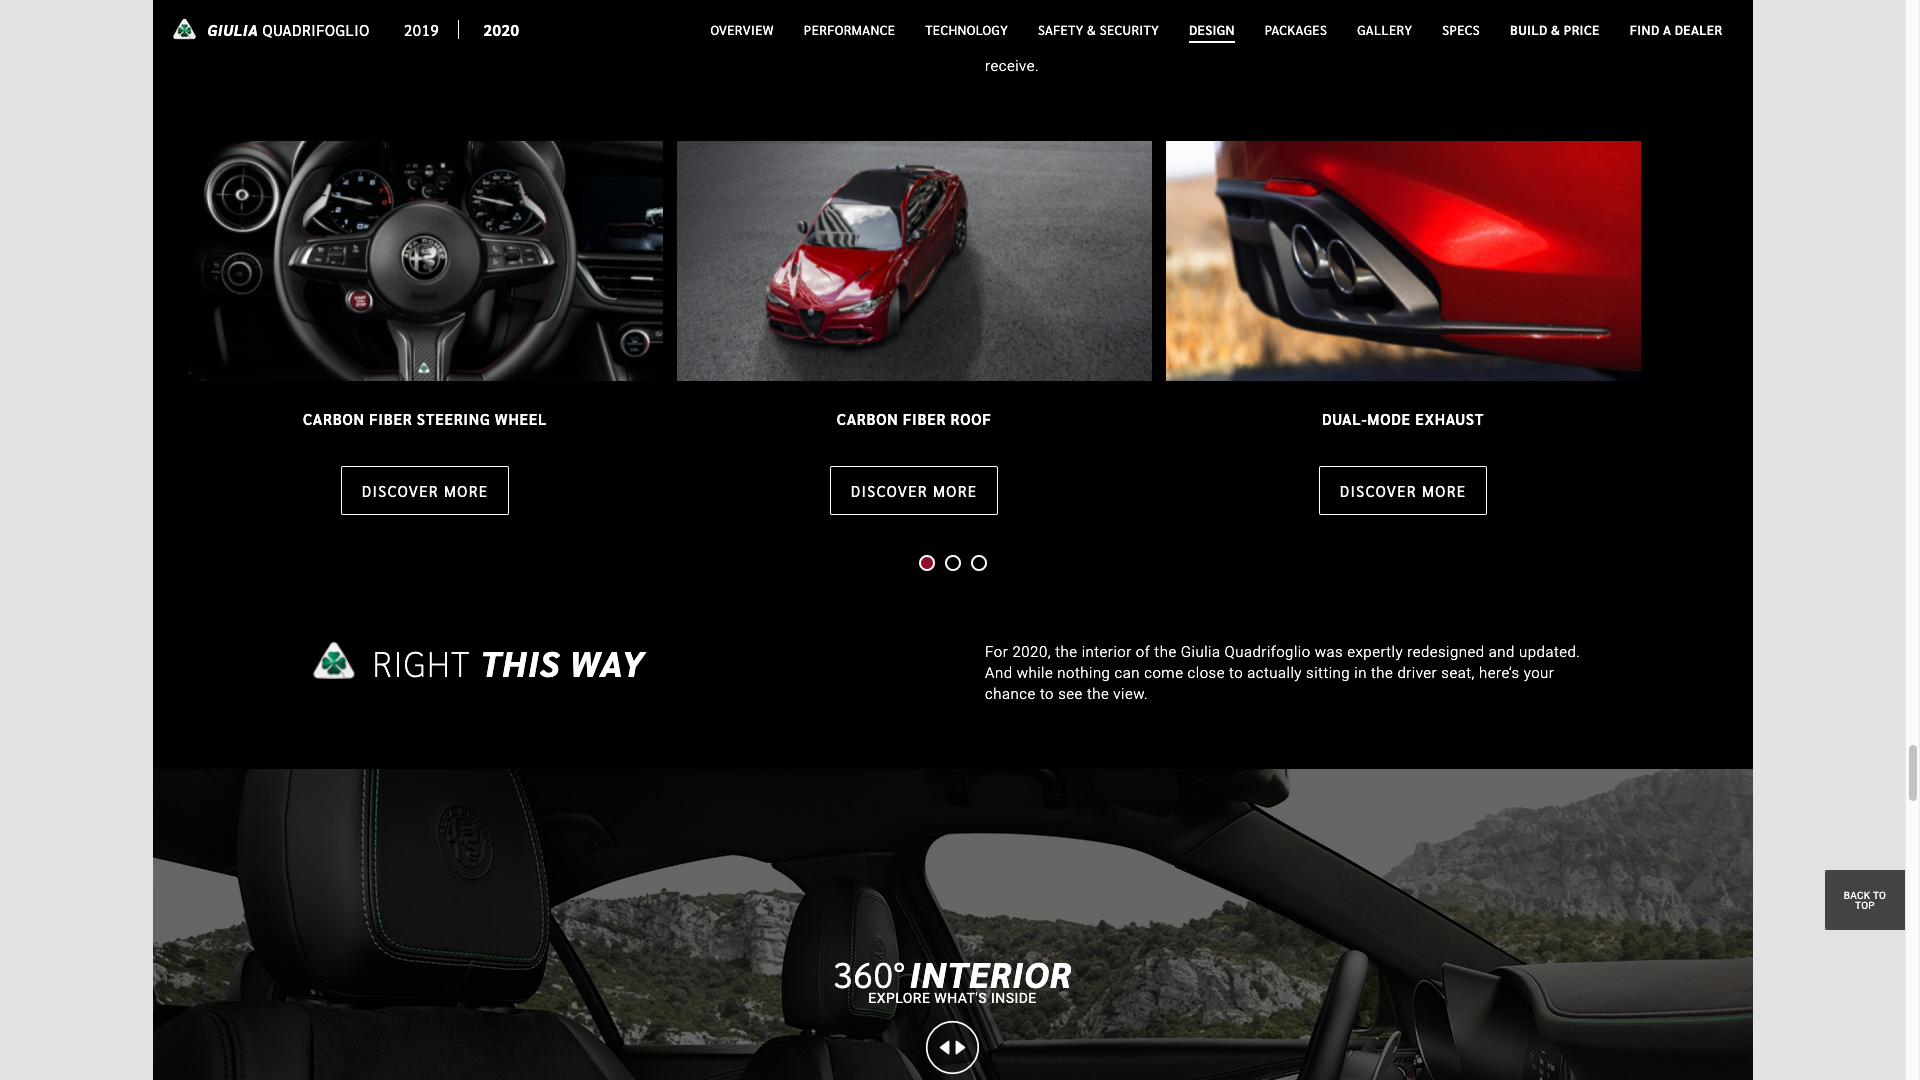 GIULIA QUADRIFOGLIO
2019
2020
OVERVIEW
PERFORMANCE
TECHNOLOGY
SAFETY & SECURITY
DESIGN
PACKAGES
GALLERY
SPECS
BUILD & PRICE
FIND A DEALER
receive.
CARBON FIBER STEERING WHEEL
CARBON FIBER ROOF
DUAL-MODE EXHAUST
DISCOVER MORE
DISCOVER MORE
DISCOVER MORE
RIGHT THIS WAY
For 2020, the interior of the Giulia Quadrifoglio was expertly redesigned and updated.
And while nothing can come close to actually sitting in the driver seat, here’s your
chance to see the view.
360° INTERIOR
EXPLORE WHAT'S INSIDE
BACK TO
TOP